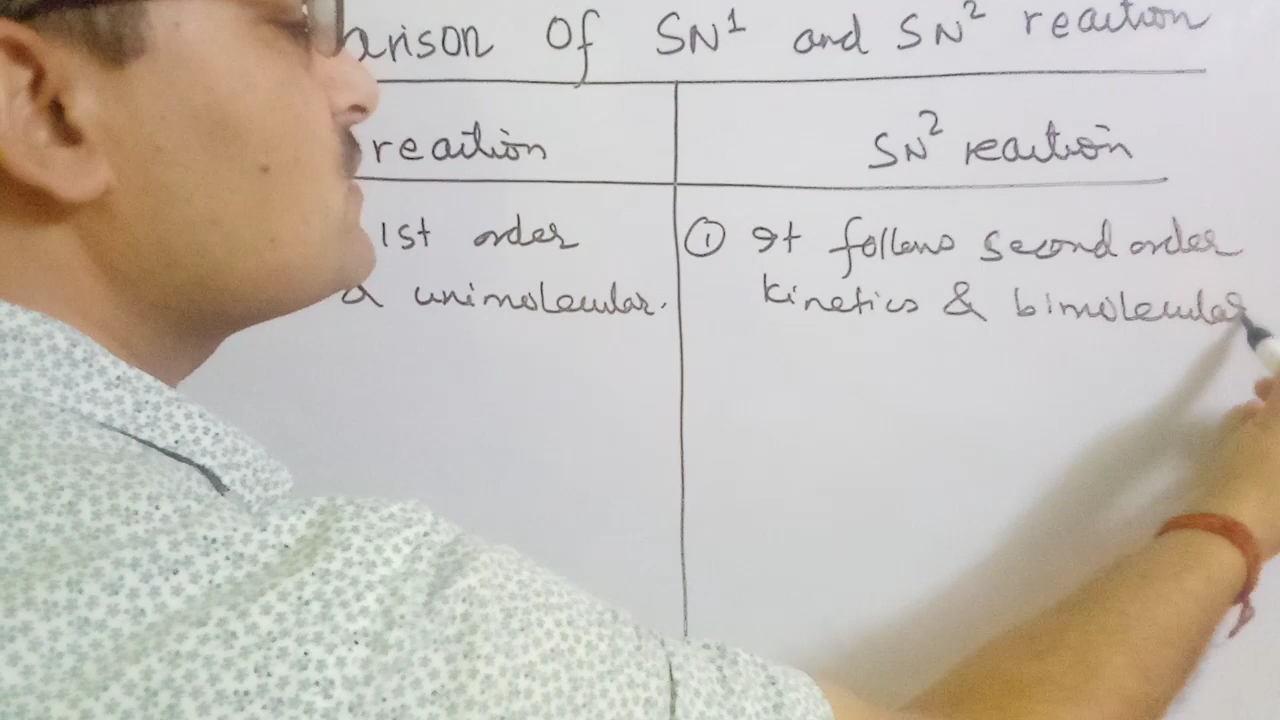 arison Of SN¹ and SN² reaction
reaction SN² reaction
1st order
& unimolecular.
① It follows second order
kinetics & bimolecular